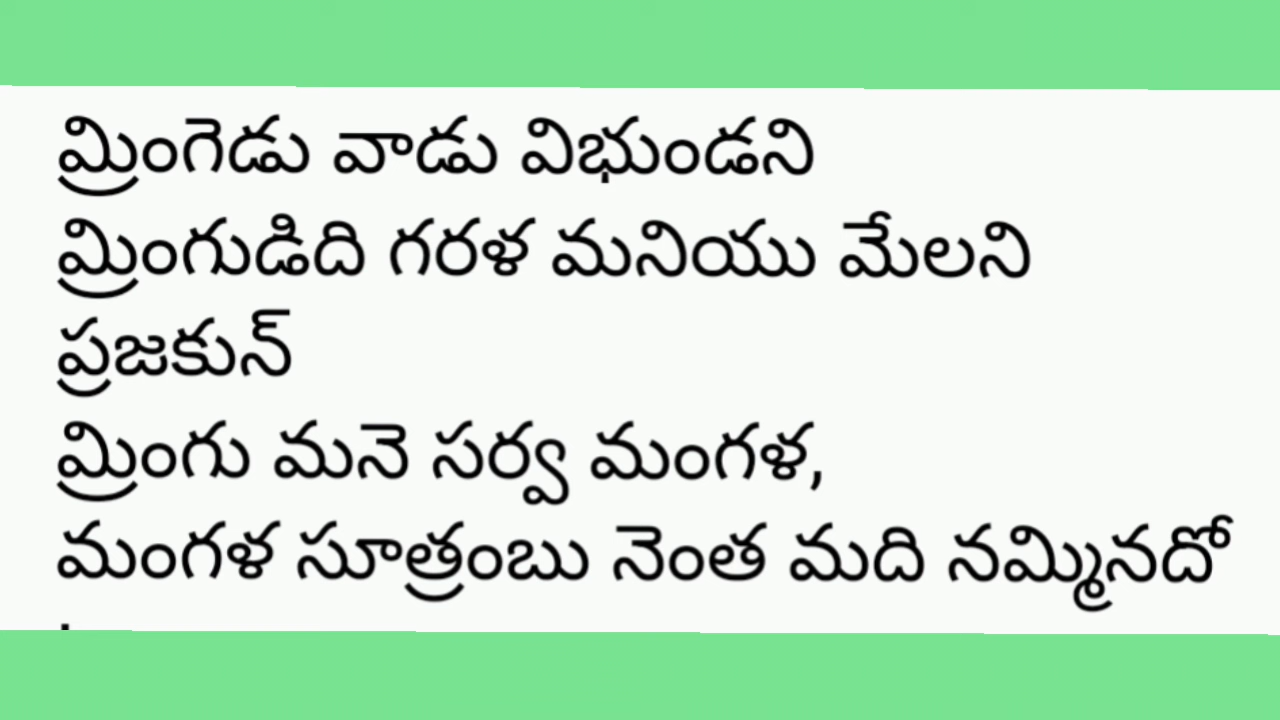 మ్రింగెడు వాడు విభుండని
మ్రింగుడిది గరళ మనియు మేలని
ప్రజకున్
మ్రింగు మనె సర్వ మంగళ,
మంగళ సూత్రంబు నెంత మది నమ్మినదో